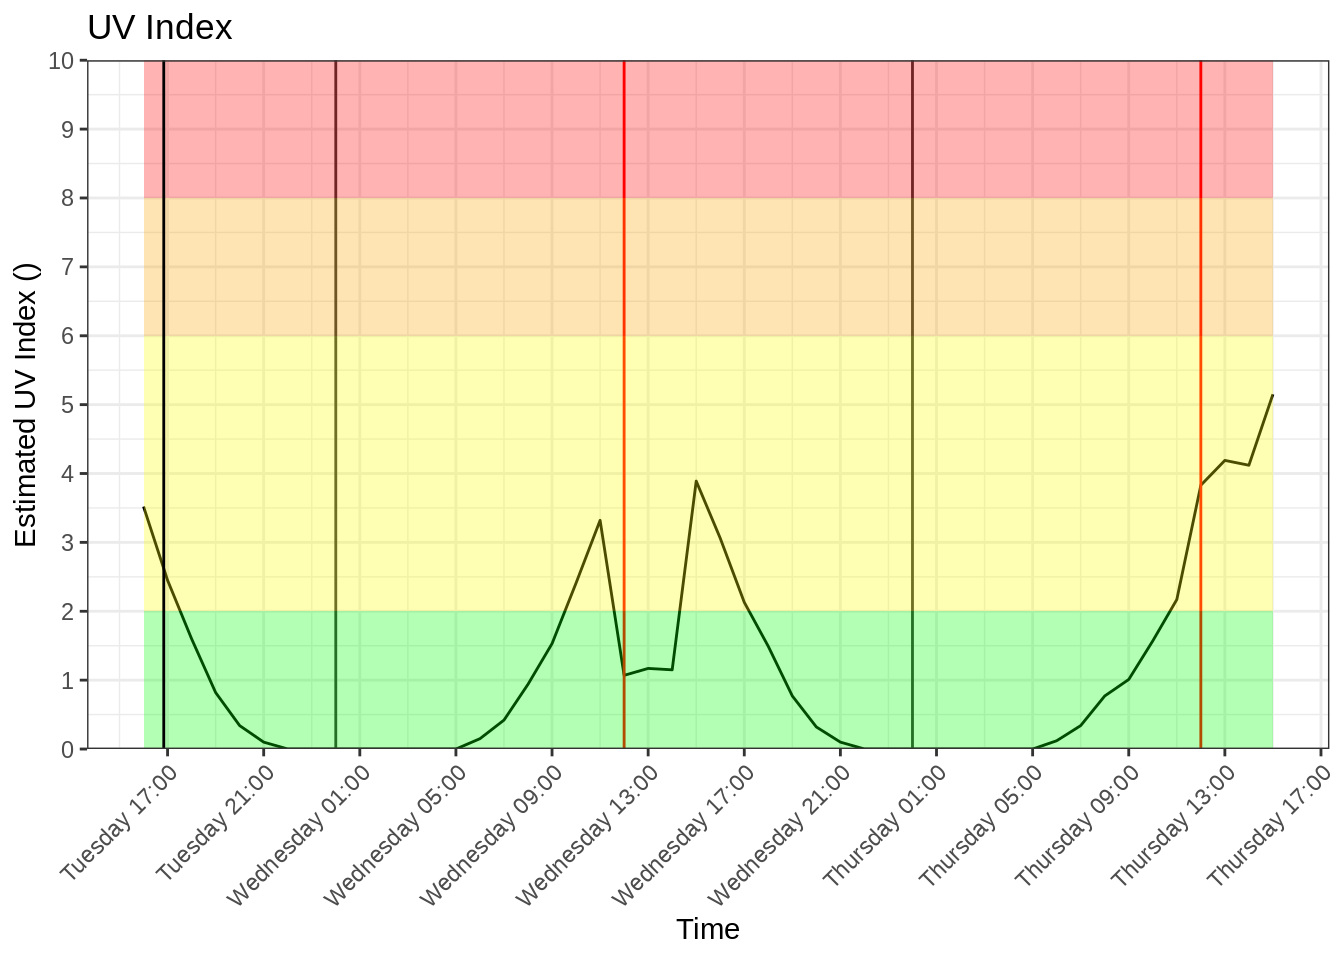 UV Index
Estimated UV Index ()
10
9
8
7
6
5
4
3
2
1
0
Tuesday 17:00
Tuesday 21:00
Wednesday 01:00
Wednesday 05:00
Wednesday 09:00
Wednesday 13:00
Wednesday 17:00
Wednesday 21:00
Thursday 01:00
Thursday 05:00
Thursday 09:00
Thursday 13:00
Thursday 17:00
Time